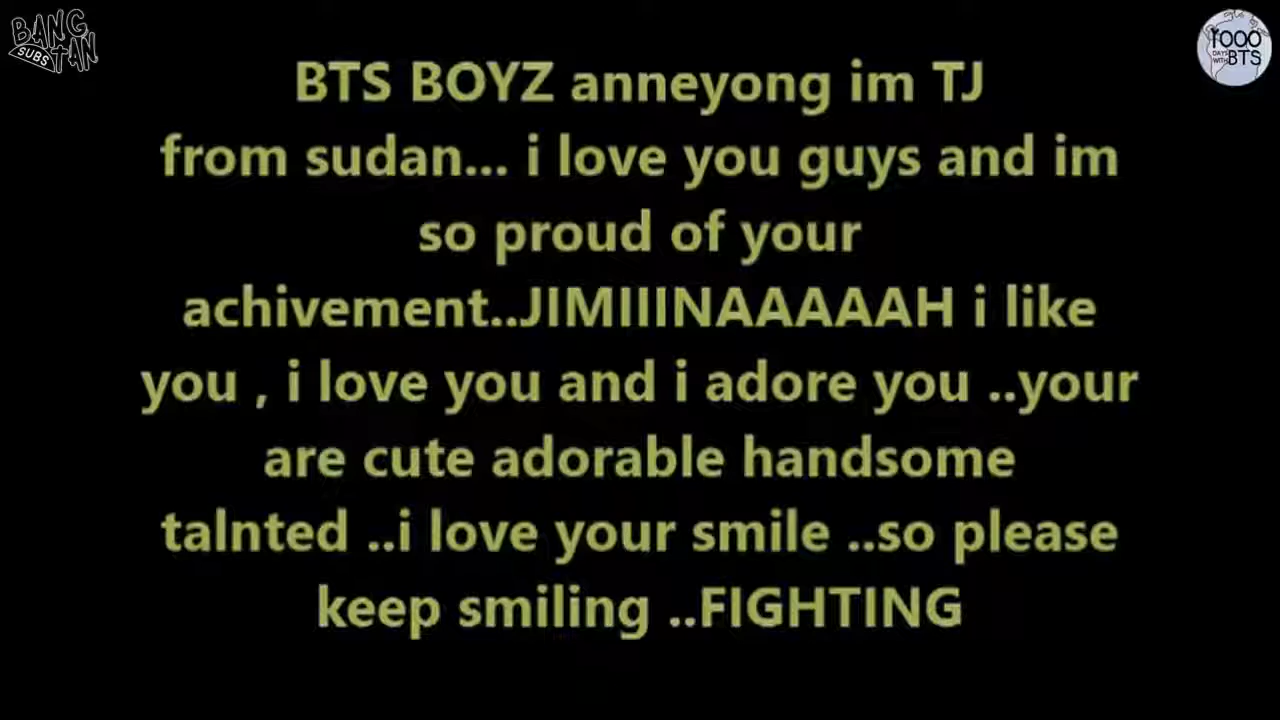 BANG
SUBS TAN
1000
DAYS
WITH BTS
BTS BOYZ anneyong im TJ
from sudan... i love you guys and im
so proud of your
achivement..JIMIIINAAAAAH i like
you , i love you and i adore you ..your
are cute adorable handsome
talnted ..i love your smile ..so please
keep smiling ..FIGHTING